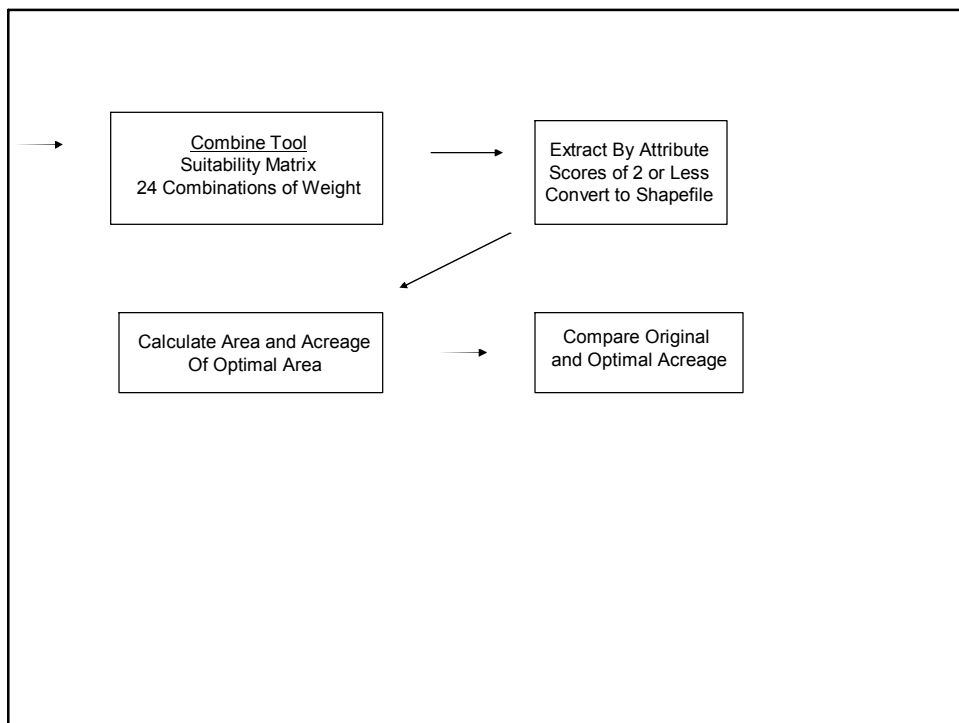 Combine Tool
Suitability Matrix
24 Combinations of Weight
Extract By Attribute
Scores of 2 or Less
Convert to Shapefile
Calculate Area and Acreage
Of Optimal Area
Compare Original
and Optimal Acreage